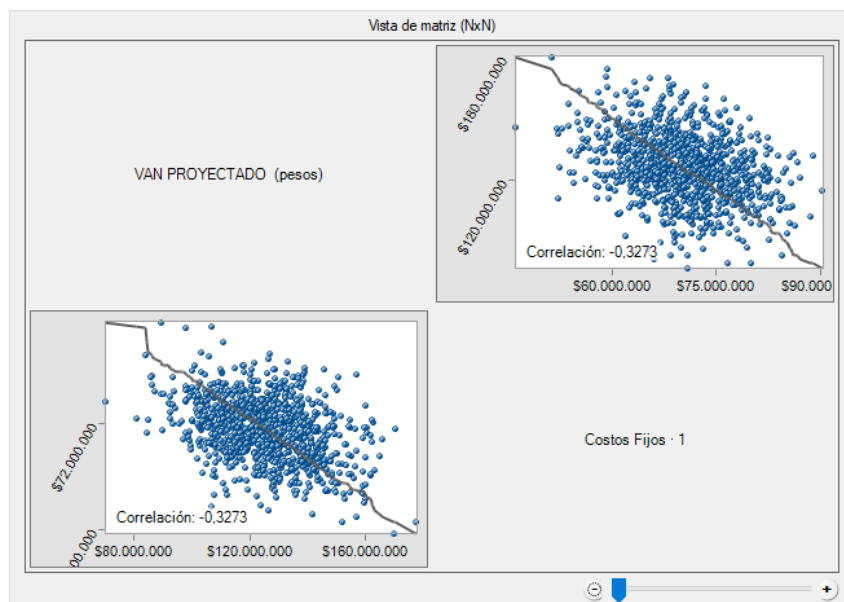 Vista de matriz (NxN)
VAN PROYECTADO (pesos)
$180.000.000
$120.000.000
Correlación: -0,3273
$60.000.000 $75.000.000 $90.000
Costos Fijos · 1
$72.000.000
00.000
Correlación: -0,3273
$80.000.000 $120.000.000 $160.000.000